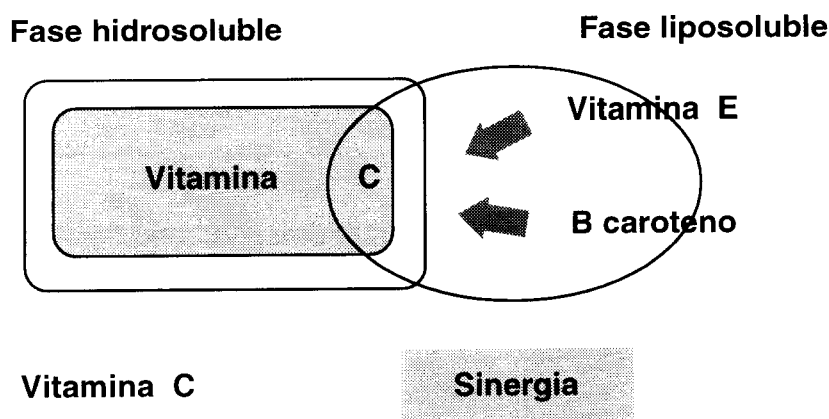 Fase hidrosoluble
Fase liposoluble
Vitamina E
Vitamina C
B caroteno
Vitamina C
Sinergia